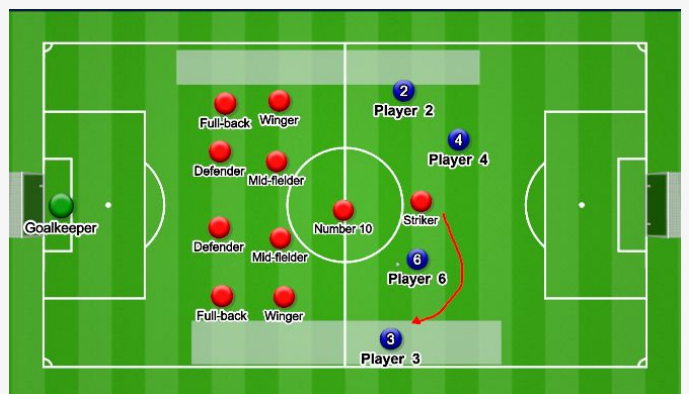 2
Player 2
Full-back
Winger
4
Player 4
Defender
Mid-fielder
Goalkeeper
Number 10
Striker
Defender
Mid-fielder
6
Player 6
Full-back
Winger
3
Player 3